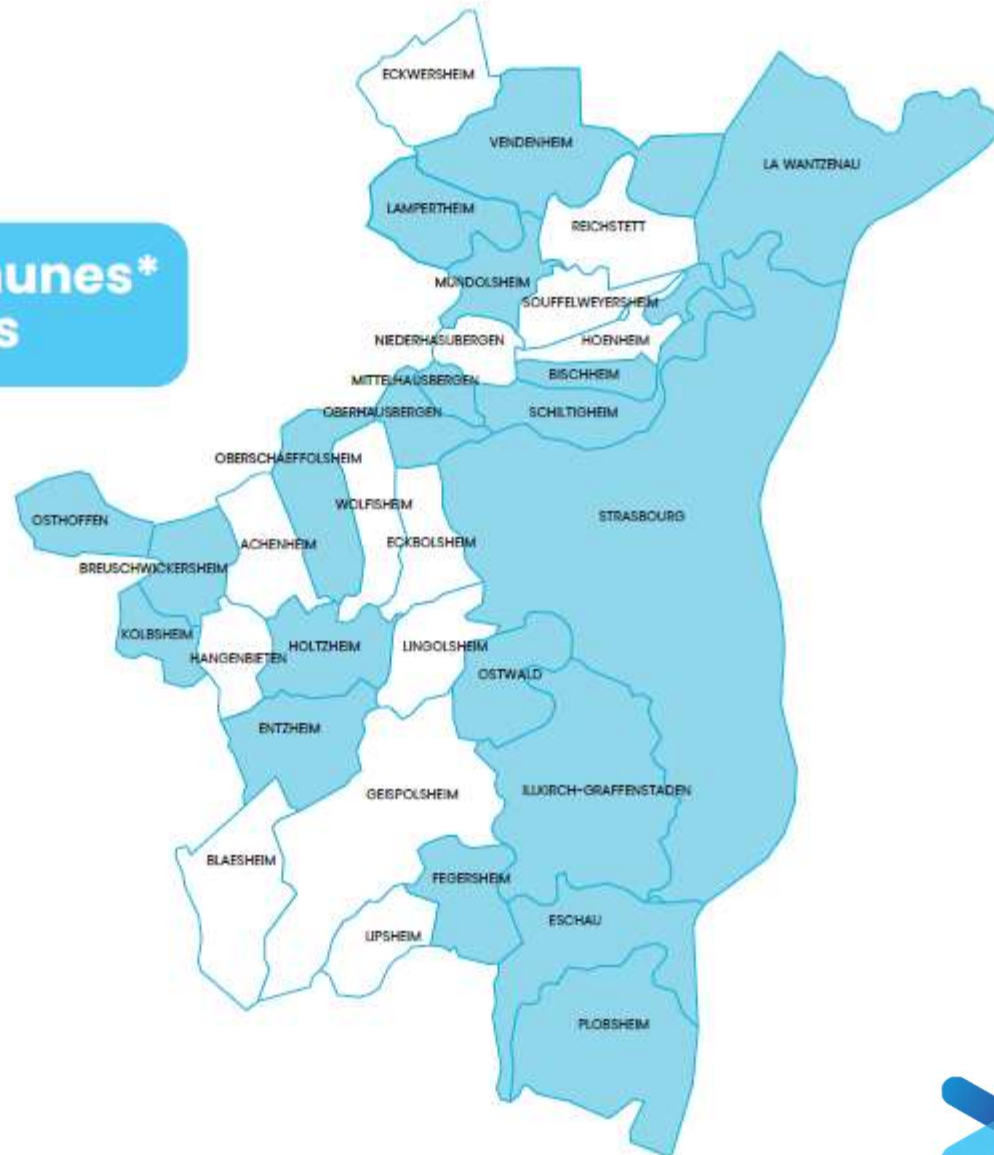 ECKWERSHEIM
VENDENHEIM
LA WANTZENAU
LAMPERTHEIM
REICHSTETT
unes*
s
MUNDOLSHEIM
SOUFFELWEYERSHEIM
NIEDERHASUBERGEN
HOENHEIM
BISCHHEIM
MITTELHAUSBERGEN
OBERHAUSBERGEN
SCHILTIGHEIM
OBERSCHAEFFOLSHEIM
WOLFISHEIM
STRASBOURG
OSTHOFFEN
ACHENHEIM
ECKBOLSHEIM
BREUSCHWICKERSHEIM
KOLBSHEIM
HANGENBIETEN
HOLTZHEIM
LINGOLSHEIM
OSTWALD
ENTZHEIM
GEISPOLSHEIM
ILLKIRCH-GRAFFENSTADEN
BLAESHEIM
FEGERSHEIM
ESCHAU
LIPSHEIM
PLOBSHEIM